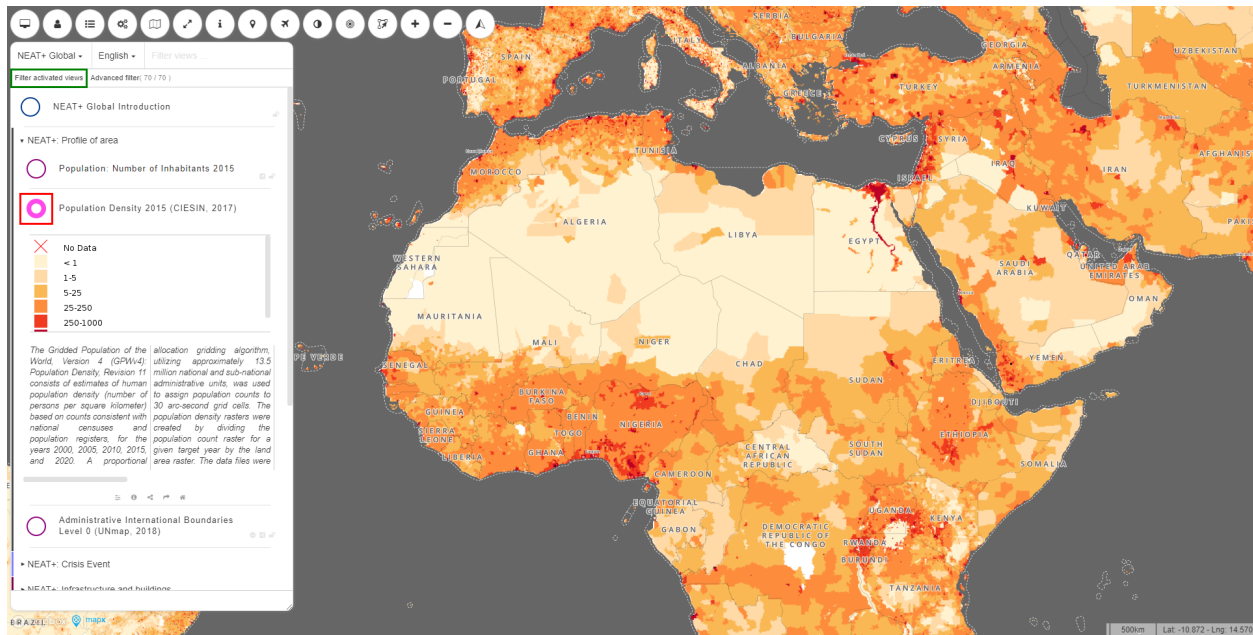 NEAT+ Global
English
Filter views ...
Filter activated views
Advanced filter( 70 / 70 )
NEAT+ Global Introduction
NEAT+: Profile of area
Population: Number of Inhabitants 2015
Population Density 2015 (CIESIN, 2017)
No Data
< 1
1-5
5-25
25-250
250-1000
The Gridded Population of the
World, Version 4 (GPWv4):
Population Density, Revision 11
consists of estimates of human
population density (number of
persons per square kilometer)
based on counts consistent with
national censuses and
population registers, for the
years 2000, 2005, 2010, 2015,
and 2020. A proportional
allocation gridding algorithm,
utilizing approximately 13.5
million national and sub-national
administrative units, was used
to assign population counts to
30 arc-second grid cells. The
population density rasters were
created by dividing the
population count raster for a
given target year by the land
area raster. The data files were
Administrative International Boundaries
Level 0 (UNmap, 2018)
NEAT+: Crisis Event
NEAT+: Infrastructure and buildings
BRAZIL
mapx
SERBIA
ITALY
BULGARIA
SPAIN
ALBANIA
PORTUGAL
GREECE
GEORGIA
ARMENIA
UZBEKISTAN
TURKEY
TURKMENISTAN
CYPRUS
SYRIA
TUNISIA
MOROCCO
ISRAEL
IRAQ
IRAN
AFGHANIS
ALGERIA
LIBYA
EGYPT
KUWAIT
PAKI
WESTERN
SAHARA
SAUDI
ARABIA
QATAR
UNITED ARAB
EMIRATES
OMAN
MAURITANIA
MALI
NIGER
CHAD
SUDAN
ERITREA
YEMEN
PE VERDE
SENEGAL
BURKINA
FASO
DJIBOUTI
GUINEA
BENIN
NIGERIA
SIERRA
LEONE
TOGO
LIBERIA
GHANA
ETHIOPIA
CENTRAL
AFRICAN
REPUBLIC
SOUTH
SUDAN
SOMALIA
CAMEROON
EQUATORIAL
GUINEA
GABON
UGANDA
KENYA
DEMOCRATIC
REPUBLIC OF
THE CONGO
RWANDA
BURUNDI
TANZANIA
500km
Lat: -10.872 - Lng: 14.570